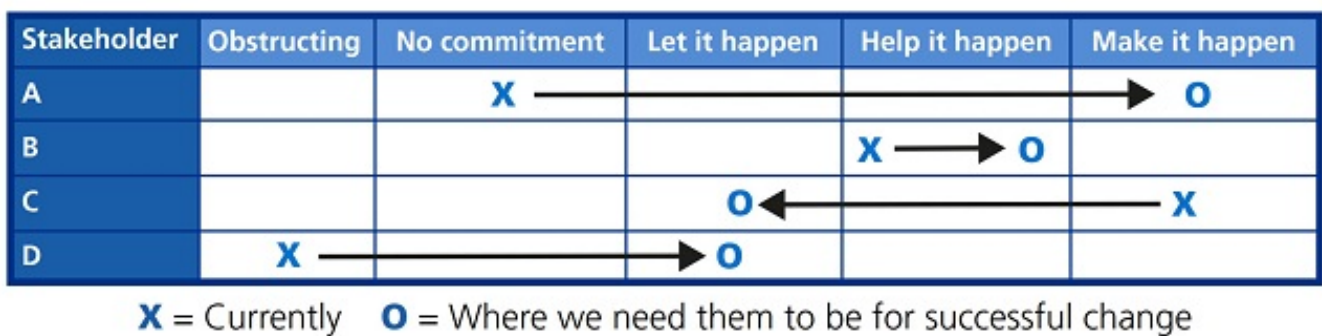 Stakeholder Obstructing No commitment Let it happen Help it happen Make it happen
A X O
B X O
C O X
D X O
X = Currently O = Where we need them to be for successful change